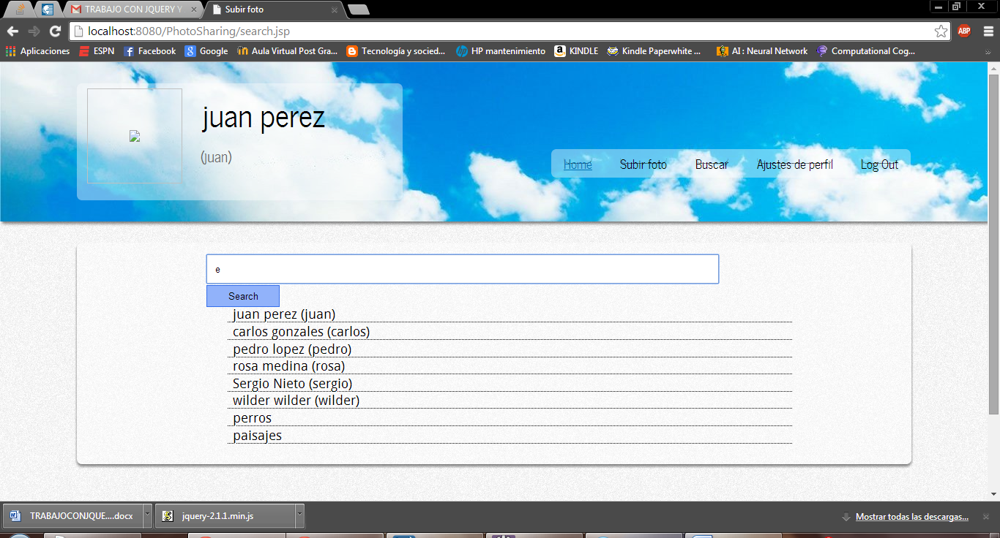 TRABAJO CON JQUERY Y
Subir foto
localhost:8080/PhotoSharing/search.jsp
ABP
Aplicaciones
ESPN
Facebook
Google
Aula Virtual Post Gra...
Tecnología y socied...
HP mantenimiento
KINDLE
Kindle Paperwhite ...
AI : Neural Network
Computational Cog...
»
juan perez
(juan)
Home
Subir foto
Buscar
Ajustes de perfil
Log Out
e
Search
juan perez (juan)
carlos gonzales (carlos)
pedro lopez (pedro)
rosa medina (rosa)
Sergio Nieto (sergio)
wilder wilder (wilder)
perros
paisajes
TRABAJOCONJQUE....docx
jquery-2.1.1.min.js
Mostrar todas las descargas...